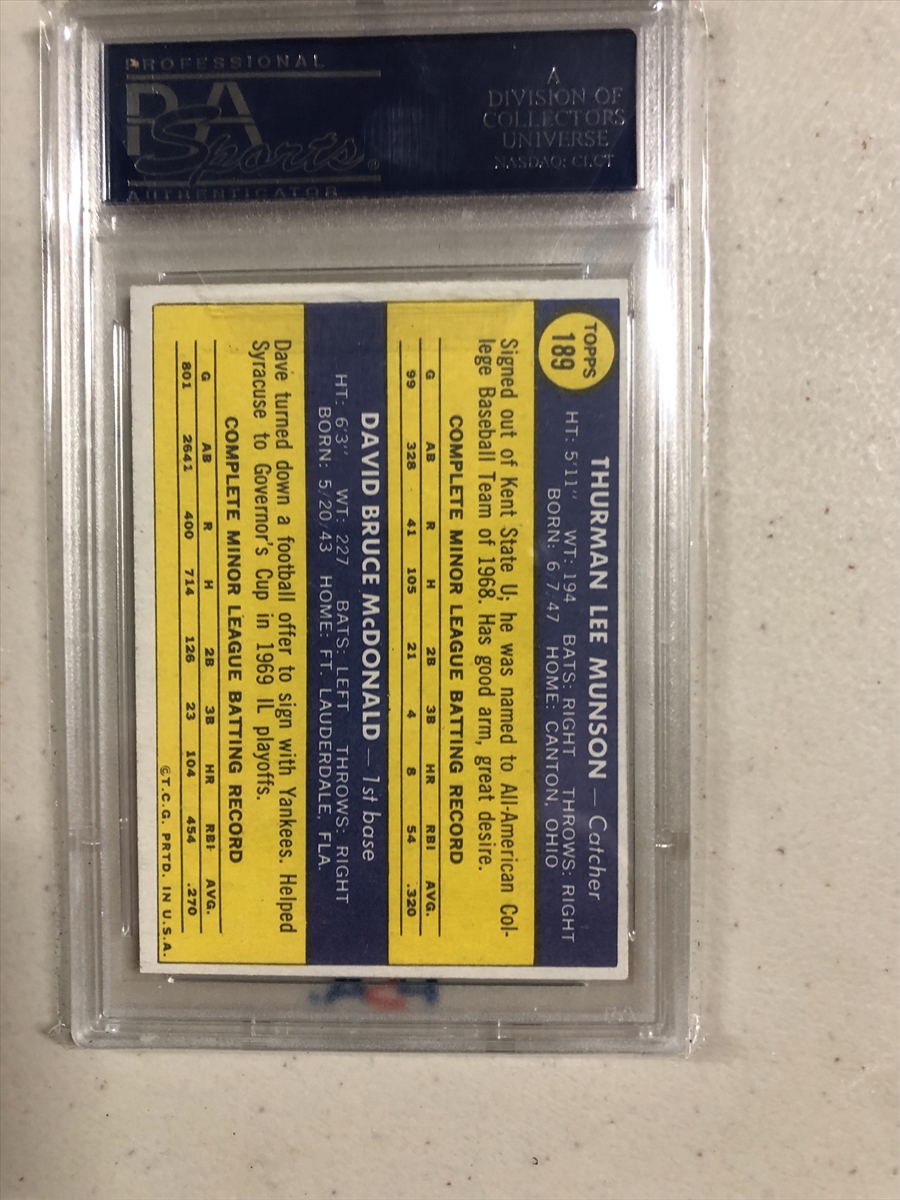 PROFESSIONAL
PSA
Sports®
AUTHENTICATOR
A
DIVISION OF
COLLECTORS
UNIVERSE
NASDAQ: CLCT
TOPPS
189
THURMAN LEE MUNSON — Catcher
HT: 5'11" WT: 194 BATS: RIGHT THROWS: RIGHT
BORN: 6/7/47 HOME: CANTON, OHIO
Signed out of Kent State U; he was named to All-American Col-
lege Baseball Team of 1968. Has good arm, great desire.
COMPLETE MINOR LEAGUE BATTING RECORD
G AB R H 2B 3B HR RBI AVG.
99 328 41 105 21 4 8 54 .320
DAVID BRUCE McDONALD — 1st base
HT: 6'3" WT: 227 BATS: LEFT THROWS: RIGHT
BORN: 5/20/43 HOME: FT. LAUDERDALE, FLA.
Dave turned down a football offer to sign with Yankees. Helped
Syracuse to Governor's Cup in 1969 IL playoffs.
COMPLETE MINOR LEAGUE BATTING RECORD
G AB R H 2B 3B HR RBI AVG.
801 2641 400 714 126 23 104 454 .270
©T.C.G. PRTD. IN U.S.A.